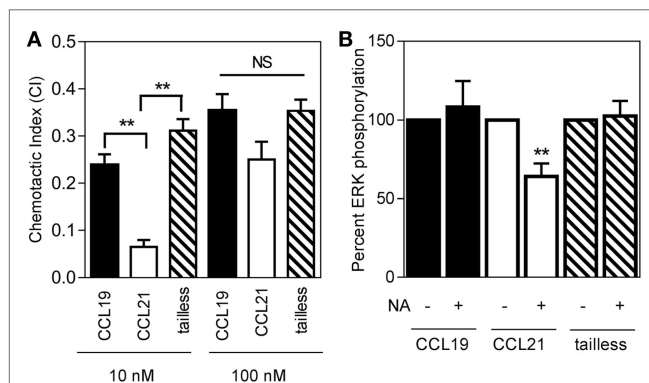 A
Chemotactic Index (CI)
0.5
0.4
0.3
0.2
0.1
0.0
**
**
NS
CCL19
CCL21
tailless
CCL19
CCL21
tailless
10 nM
100 nM
B
Percent ERK phosphorylation
150
100
50
0
**
NA - + - + - +
CCL19 CCL21 tailless